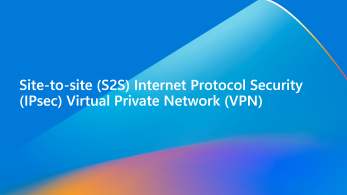 Site-to-site (S2S) Internet Protocol Security
(IPsec) Virtual Private Network (VPN)